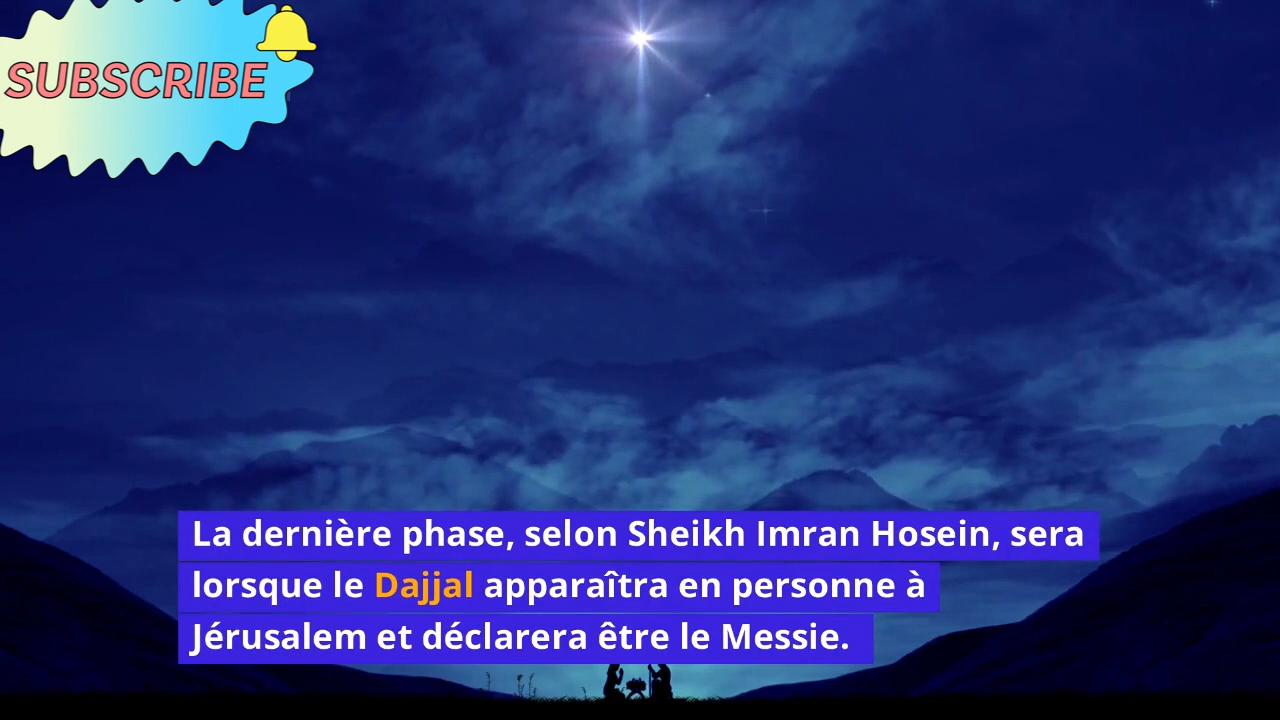 SUBSCRIBE
La dernière phase, selon Sheikh Imran Hosein, sera
lorsque le Dajjal apparaîtra en personne à
Jérusalem et déclarera être le Messie.